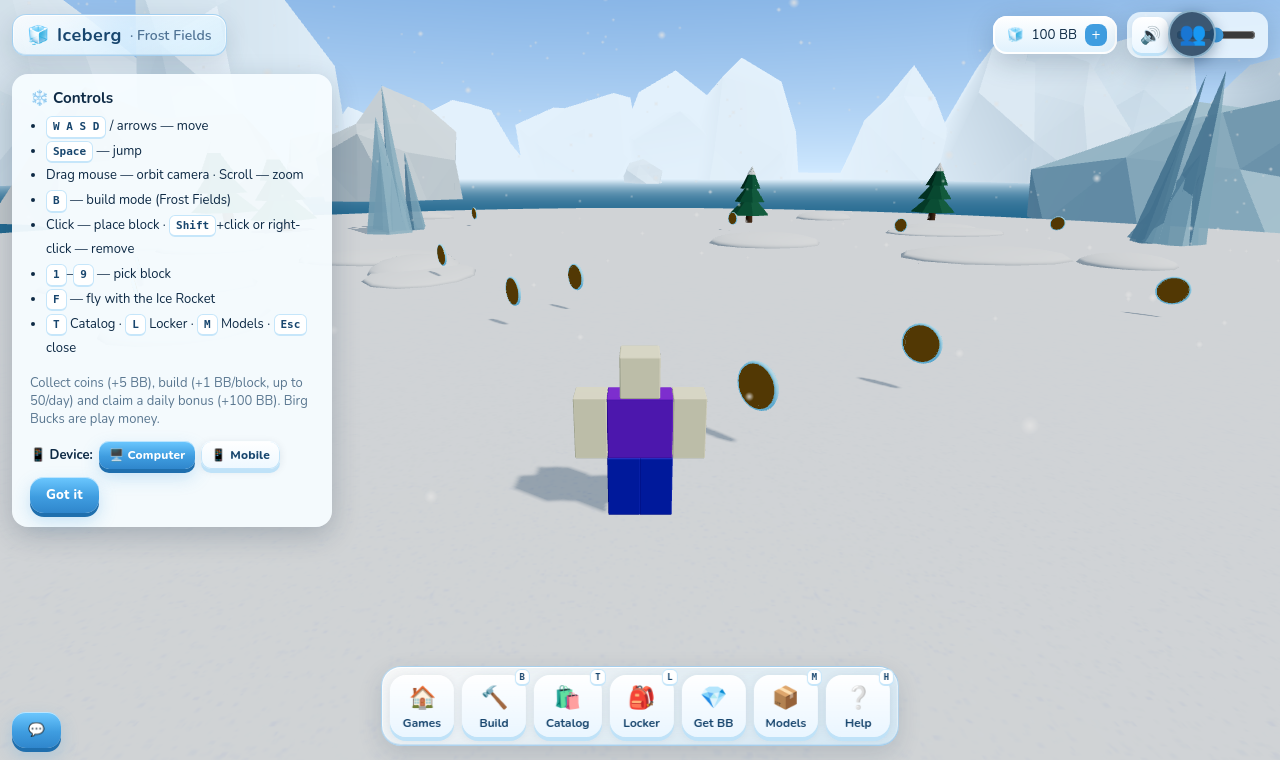 Iceberg · Frost Fields
100 BB +
Controls
W A S D / arrows — move
Space — jump
Drag mouse — orbit camera · Scroll — zoom
B — build mode (Frost Fields)
Click — place block · Shift +click or right-
click — remove
1 – 9 — pick block
F — fly with the Ice Rocket
T Catalog · L Locker · M Models · Esc
close
Collect coins (+5 BB), build (+1 BB/block, up to
50/day) and claim a daily bonus (+100 BB). Birg
Bucks are play money.
Device: Computer Mobile
Got it
B T L M H
Games Build Catalog Locker Get BB Models Help